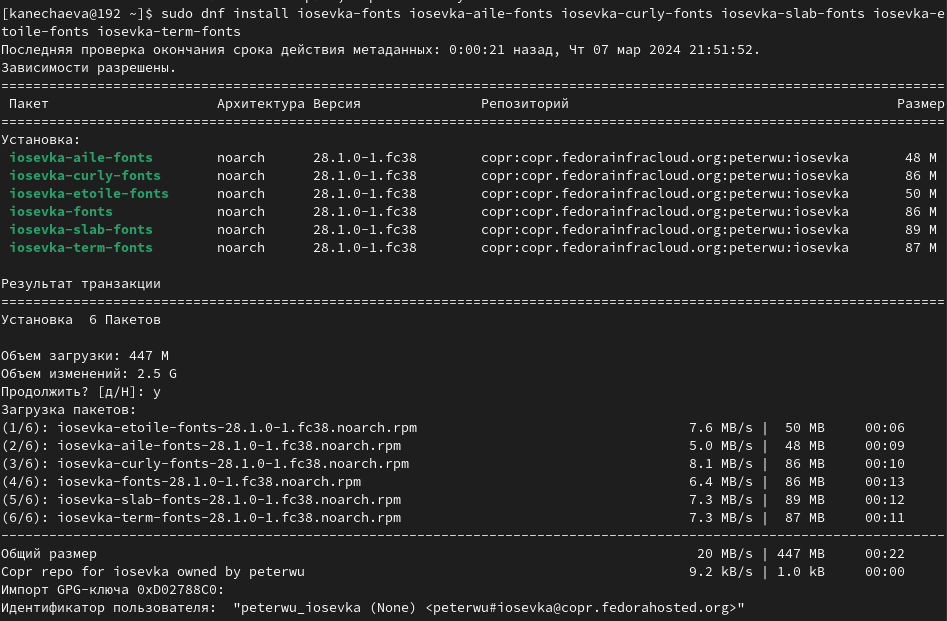 [kanechaeva@192 ~]$ sudo dnf install iosevka-fonts iosevka-aile-fonts iosevka-curly-fonts iosevka-slab-fonts iosevka-e
toile-fonts iosevka-term-fonts
Последняя проверка окончания срока действия метаданных: 0:00:21 назад, Чт 07 мар 2024 21:51:52.
Зависимости разрешены.
================================================================================
Пакет Архитектура Версия Репозиторий Размер
================================================================================
Установка:
iosevka-aile-fonts noarch 28.1.0-1.fc38 copr:copr.fedorainfracloud.org:peterwu:iosevka 48 M
iosevka-curly-fonts noarch 28.1.0-1.fc38 copr:copr.fedorainfracloud.org:peterwu:iosevka 86 M
iosevka-etoile-fonts noarch 28.1.0-1.fc38 copr:copr.fedorainfracloud.org:peterwu:iosevka 50 M
iosevka-fonts noarch 28.1.0-1.fc38 copr:copr.fedorainfracloud.org:peterwu:iosevka 86 M
iosevka-slab-fonts noarch 28.1.0-1.fc38 copr:copr.fedorainfracloud.org:peterwu:iosevka 89 M
iosevka-term-fonts noarch 28.1.0-1.fc38 copr:copr.fedorainfracloud.org:peterwu:iosevka 87 M
Результат транзакции
================================================================================
Установка 6 Пакетов
Объем загрузки: 447 M
Объем изменений: 2.5 G
Продолжить? [д/Н]: y
Загрузка пакетов:
(1/6): iosevka-etoile-fonts-28.1.0-1.fc38.noarch.rpm 7.6 MB/s | 50 MB 00:06
(2/6): iosevka-aile-fonts-28.1.0-1.fc38.noarch.rpm 5.0 MB/s | 48 MB 00:09
(3/6): iosevka-curly-fonts-28.1.0-1.fc38.noarch.rpm 8.1 MB/s | 86 MB 00:10
(4/6): iosevka-fonts-28.1.0-1.fc38.noarch.rpm 6.4 MB/s | 86 MB 00:13
(5/6): iosevka-slab-fonts-28.1.0-1.fc38.noarch.rpm 7.3 MB/s | 89 MB 00:12
(6/6): iosevka-term-fonts-28.1.0-1.fc38.noarch.rpm 7.3 MB/s | 87 MB 00:11
--------------------------------------------------------------------------------
Общий размер 20 MB/s | 447 MB 00:22
Copr repo for iosevka owned by peterwu 9.2 kB/s | 1.0 kB 00:00
Импорт GPG-ключа 0xD02788C0:
Идентификатор пользователя: "peterwu_iosevka (None) <peterwu#iosevka@copr.fedorahosted.org>"